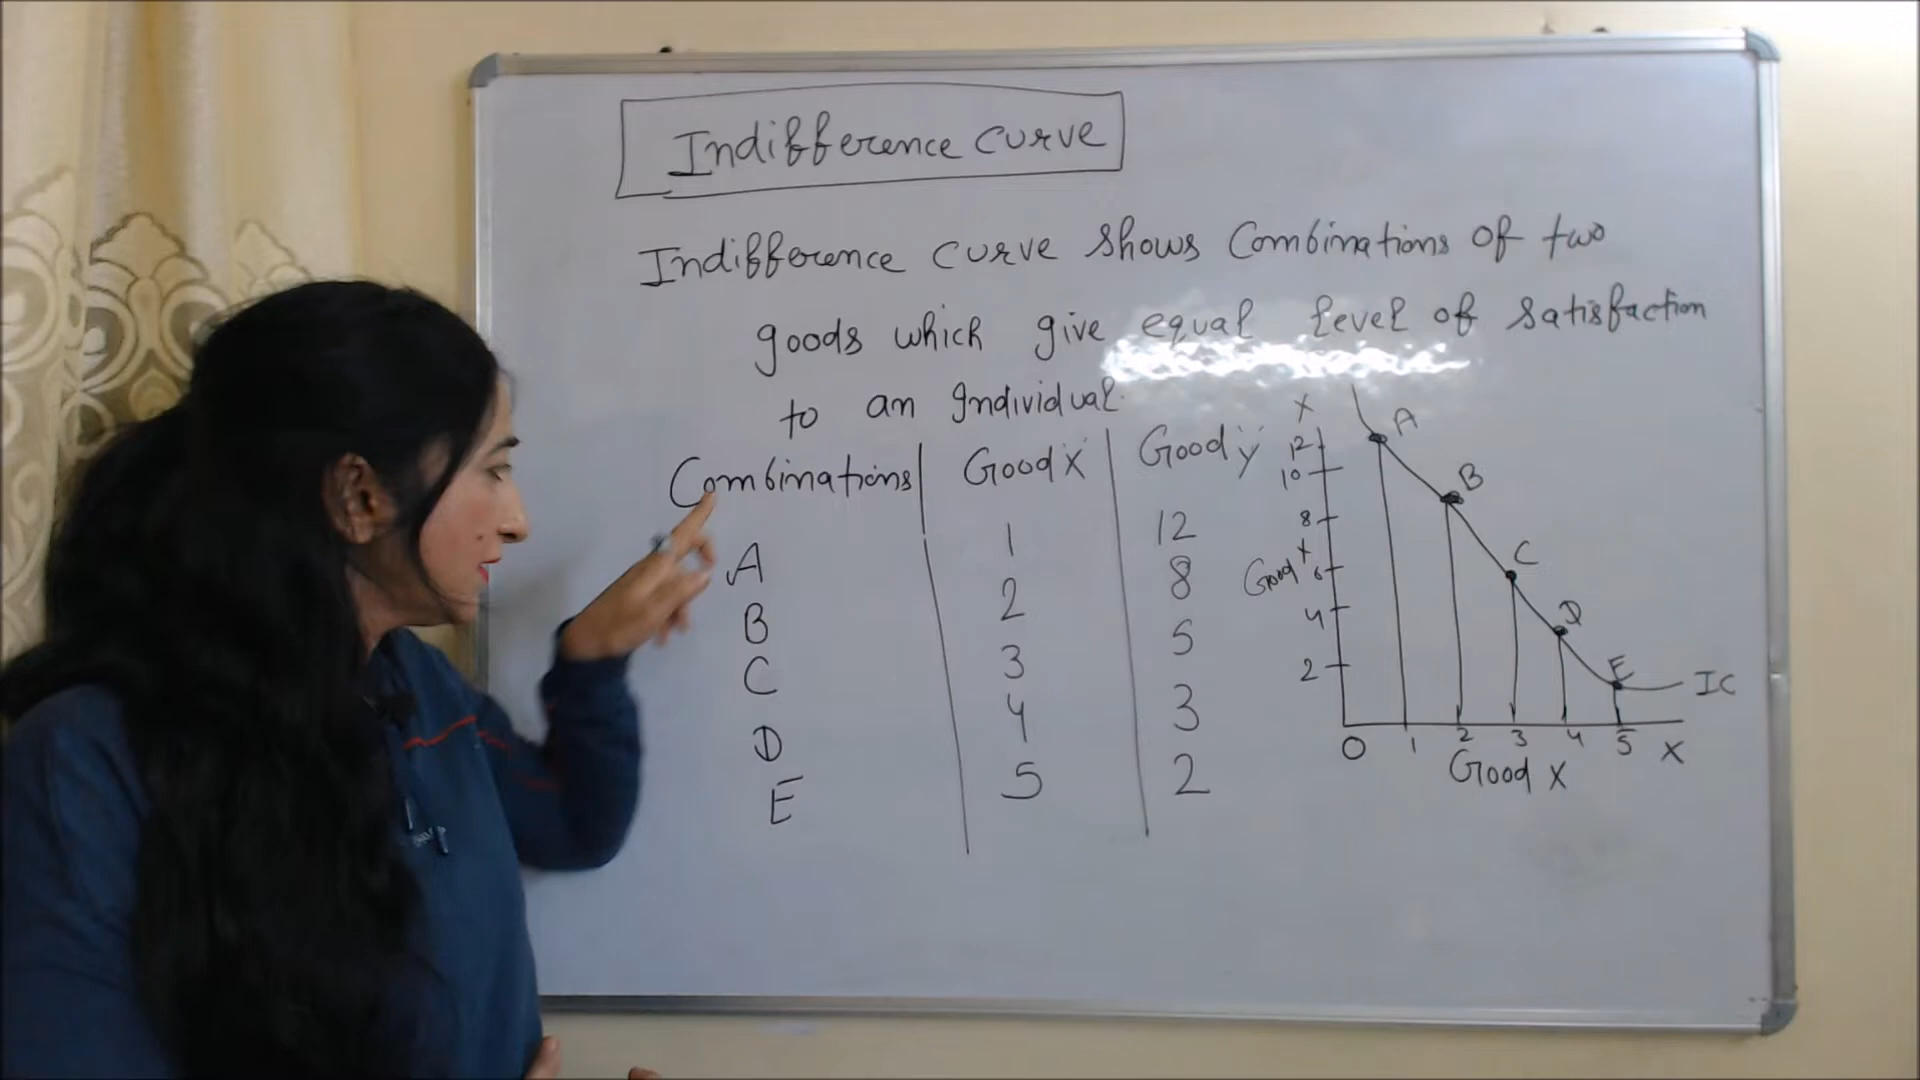 Indifference curve
Indifference curve shows Combinations of two
goods which give equal level of satisfaction
to an Individual.
Combinations Good X Good y
A 1 12
B 2 8
C 3 5
D 4 3
E 5 2
X
12
10
8
6
4
2
Good X
A
B
C
D
E
IC
0 1 2 3 4 5 X
Good X